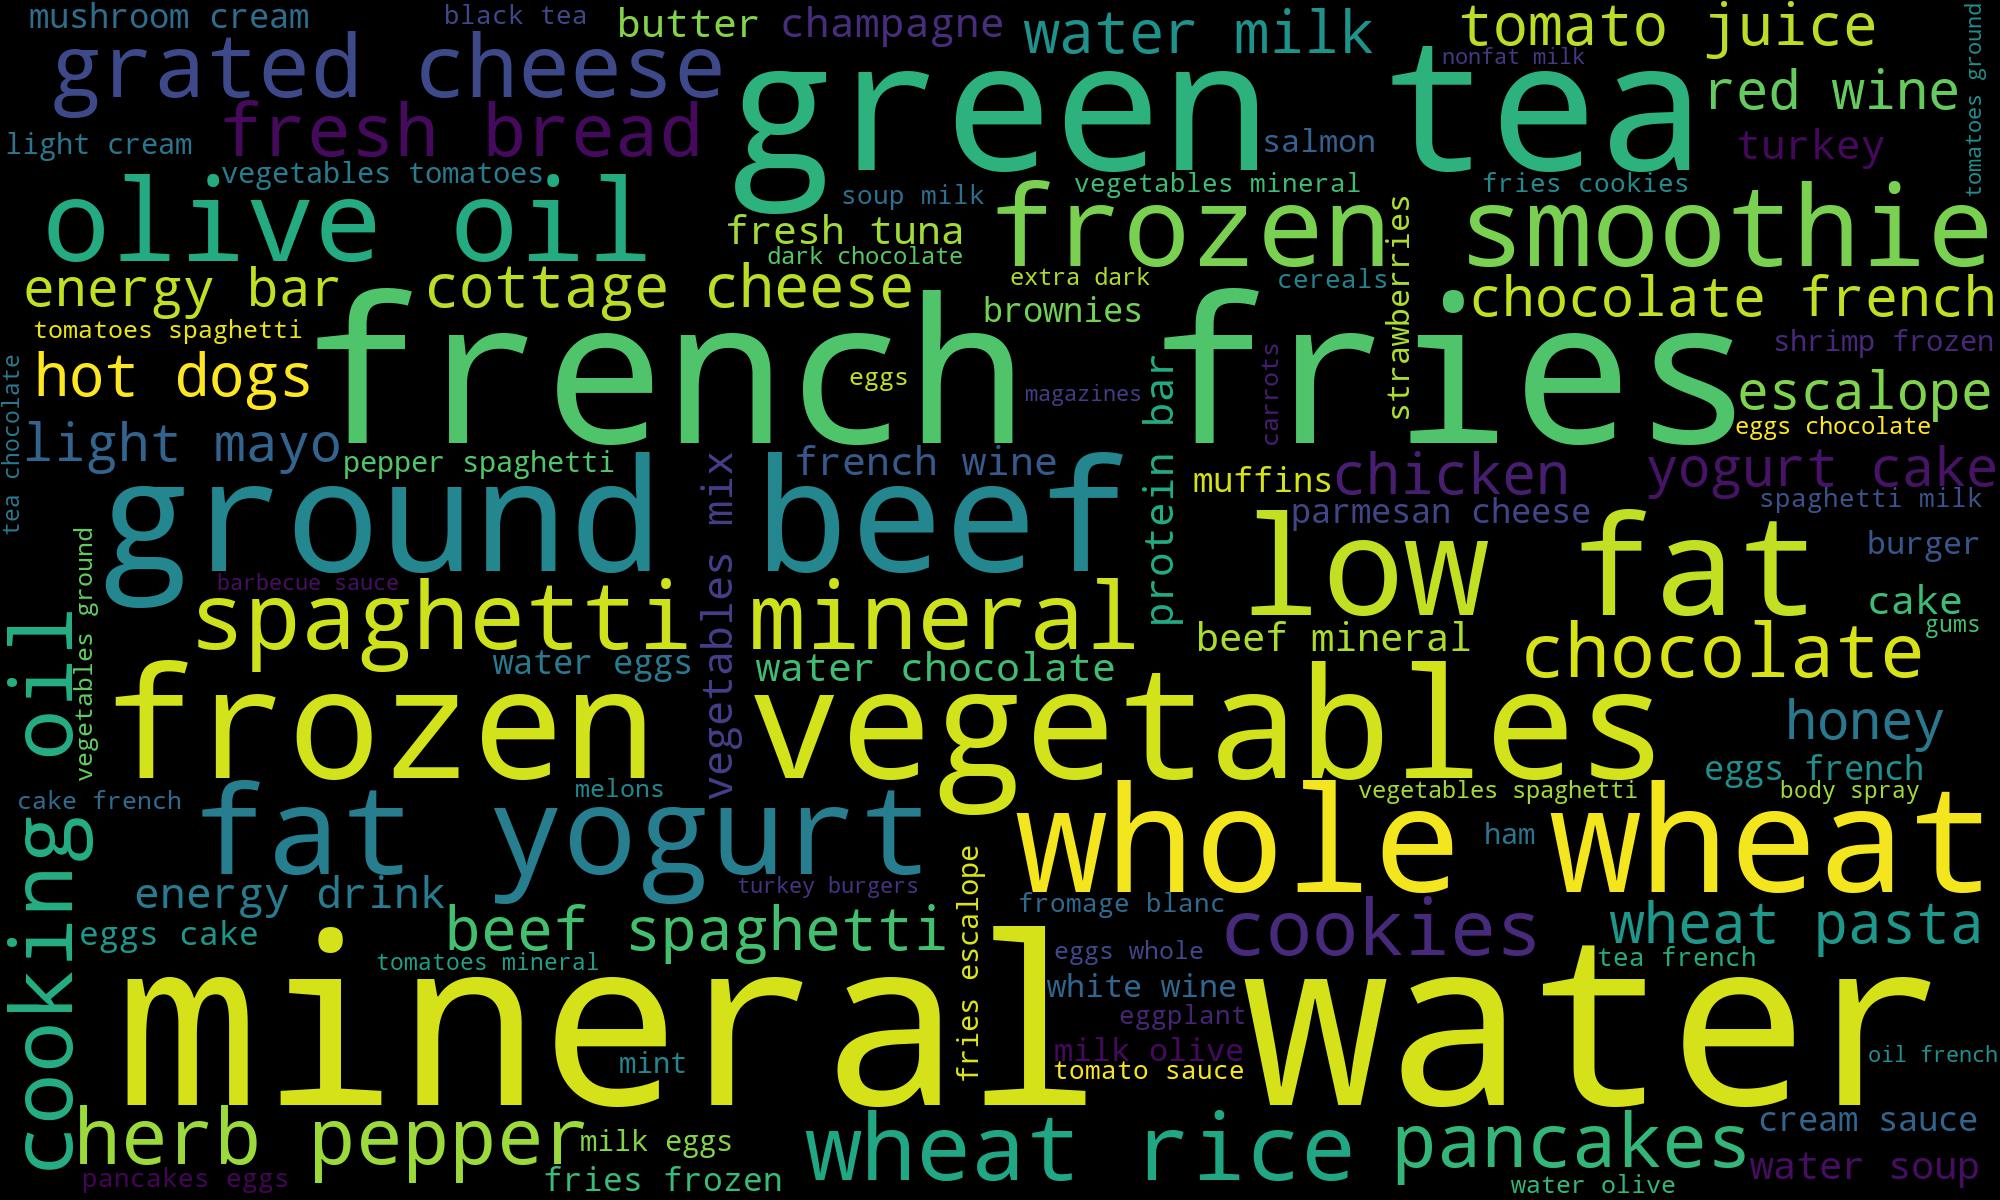 mushroom cream
black tea
butter
champagne
water milk
tomato juice
grated cheese
green tea
nonfat milk
red wine
tomatoes ground
fresh bread
light cream
salmon
turkey
vegetables tomatoes
olive oil
soup milk
vegetables mineral
fries cookies
fresh tuna
frozen smoothie
dark chocolate
energy bar
cottage cheese
extra dark
cereals
strawberries
chocolate french
brownies
tomatoes spaghetti
french fries
shrimp frozen
hot dogs
eggs
magazines
protein bar
carrots
escalope
tea chocolate
eggs chocolate
light mayo
pepper spaghetti
french wine
vegetables mix
muffins
chicken
yogurt cake
ground beef
parmesan cheese
spaghetti milk
low fat
burger
vegetables ground
barbecue sauce
spaghetti mineral
cake
gums
beef mineral
chocolate
water eggs
water chocolate
cooking oil
frozen vegetables
honey
eggs french
cake french
melons
fat yogurt
vegetables spaghetti
body spray
whole wheat
ham
energy drink
turkey burgers
fries escalope
fromage blanc
eggs cake
beef spaghetti
cookies
wheat pasta
tomatoes mineral
eggs whole
tea french
mineral water
white wine
eggplant
mint
milk olive
tomato sauce
oil french
herb pepper
milk eggs
wheat rice
pancakes
cream sauce
pancakes eggs
fries frozen
water olive
water soup